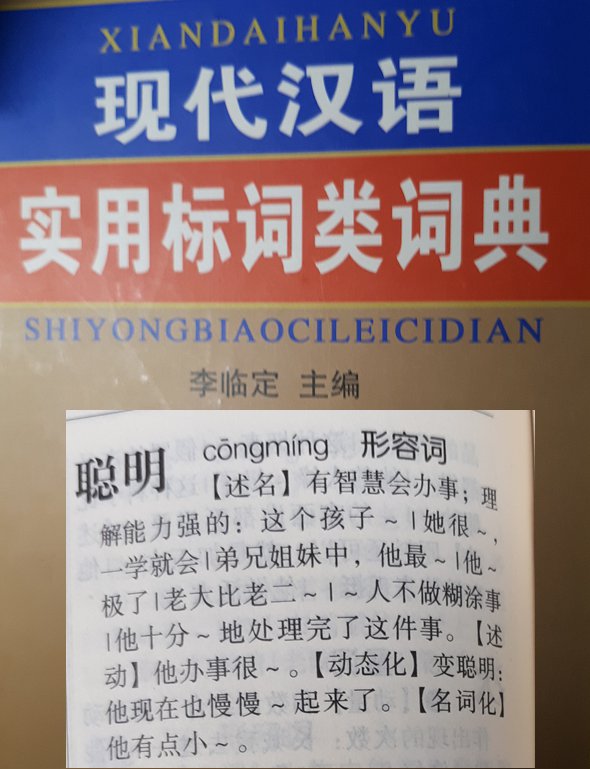 XIANDAIHANYU
现代汉语
实用标词类词典
SHIYONGBIAOCILEICIDIAN
李临定 主编
聪明 cōngmíng 形容词
【述名】有智慧会办事；理
解能力强的：这个孩子～|她很～，
一学就会|弟兄姐妹中，他最～|他～
极了|老大比老二～|～人不做糊涂事
|他十分～地处理完了这件事。【述
动】他办事很～。【动态化】变聪明：
他现在也慢慢～起来了。【名词化】
他有点小～。